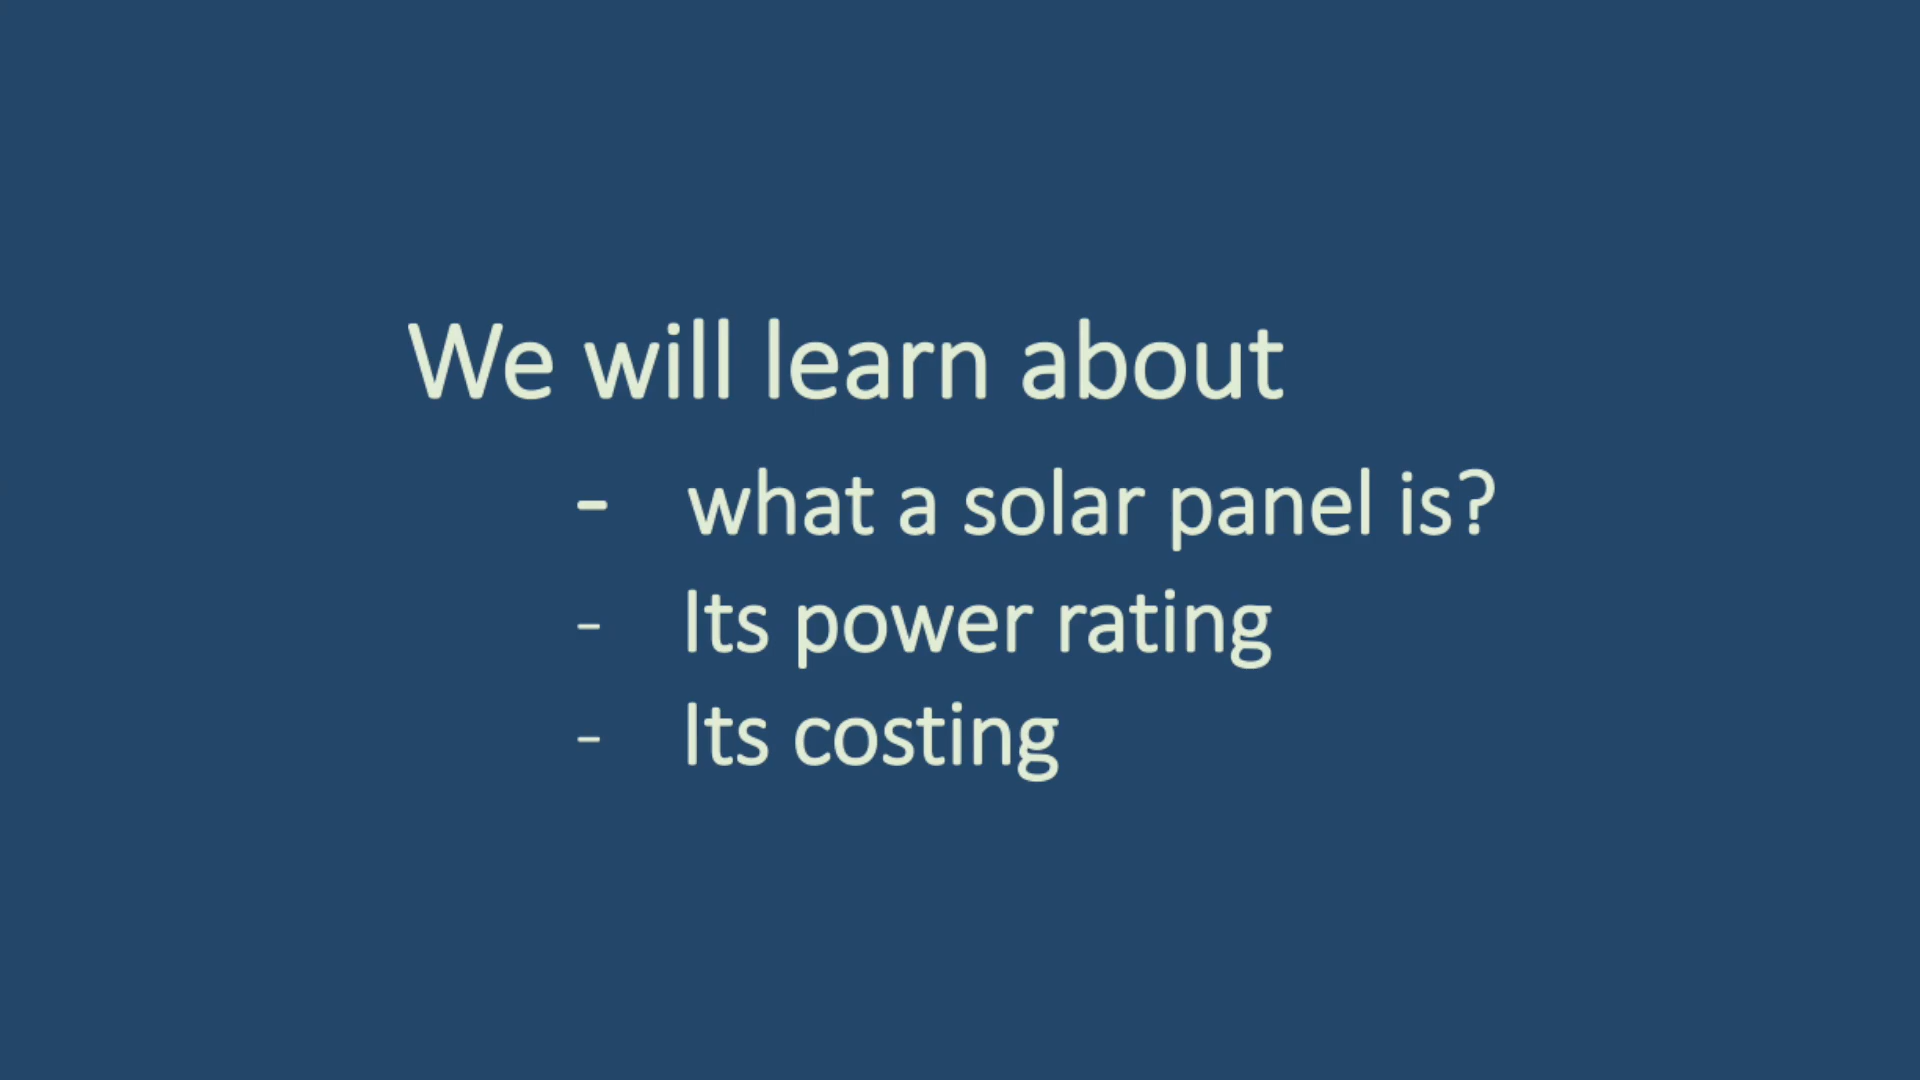 We will learn about
- what a solar panel is?
- Its power rating
- Its costing